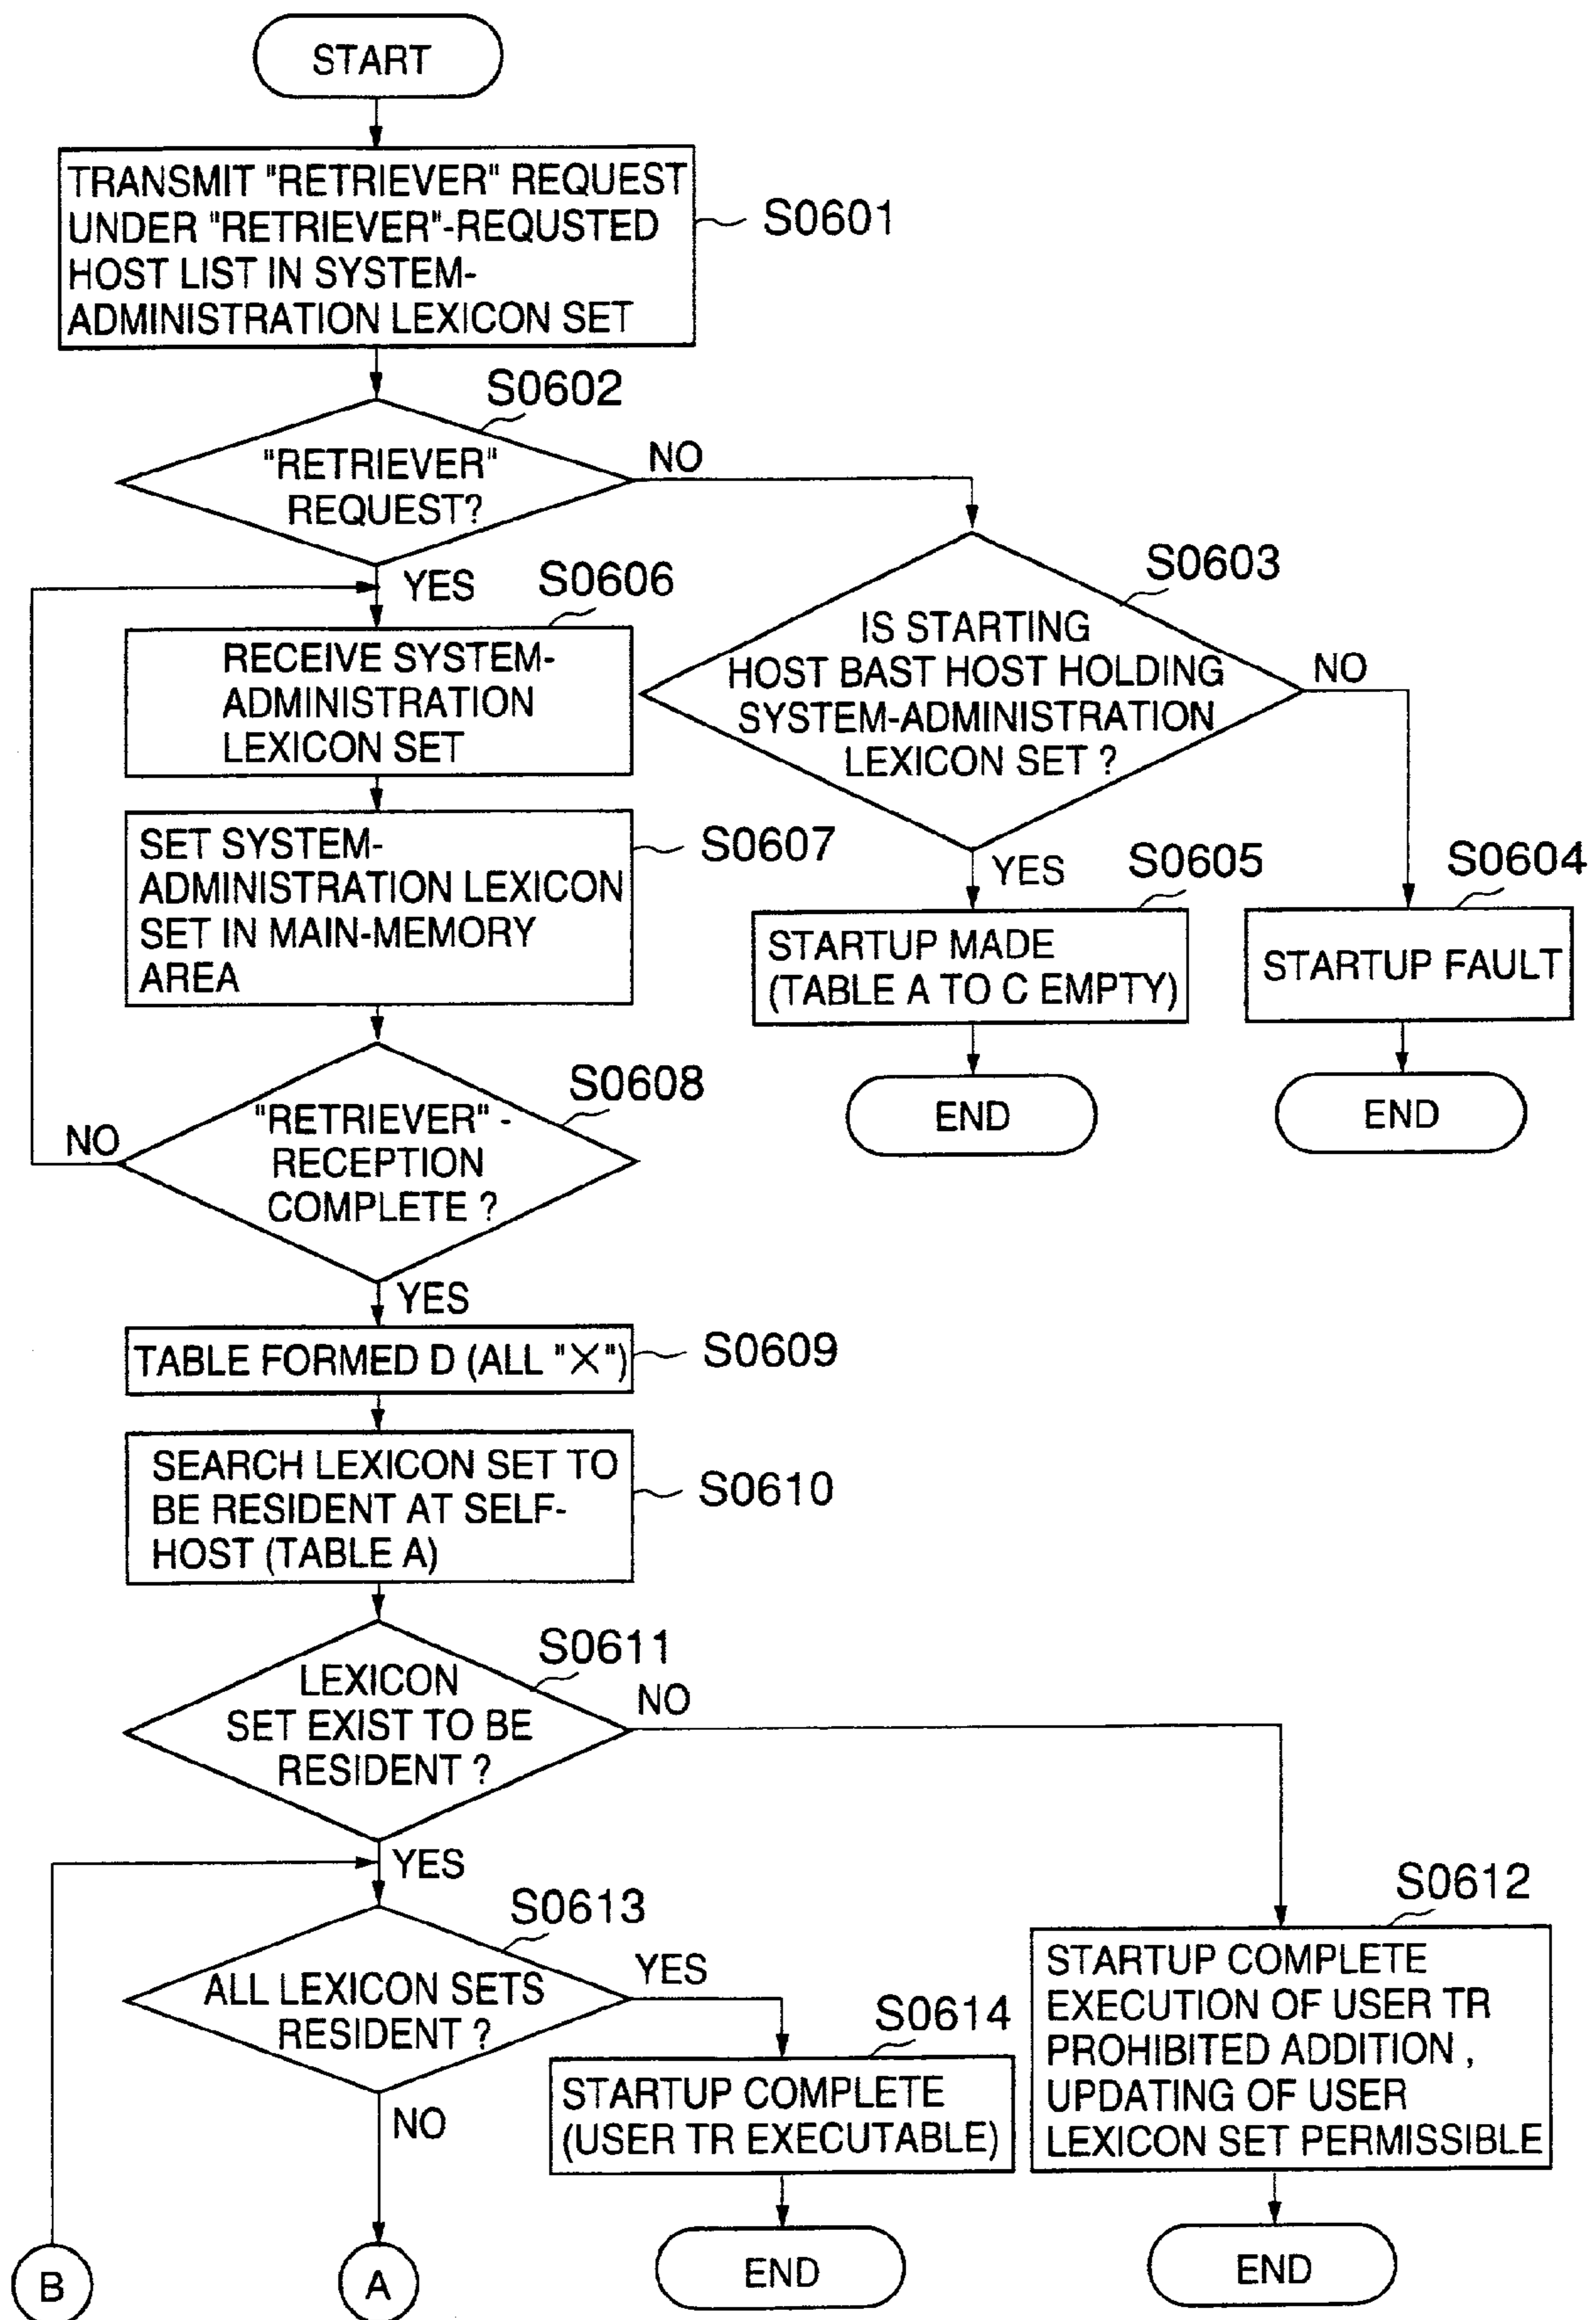 START
TRANSMIT "RETRIEVER" REQUEST
UNDER "RETRIEVER"-REQUSTED
HOST LIST IN SYSTEM-
ADMINISTRATION LEXICON SET
S0601
S0602
"RETRIEVER"
REQUEST?
NO
YES
S0603
IS STARTING
HOST BAST HOST HOLDING
SYSTEM-ADMINISTRATION
LEXICON SET ?
NO
YES
S0606
RECEIVE SYSTEM-
ADMINISTRATION
LEXICON SET
S0607
SET SYSTEM-
ADMINISTRATION LEXICON
SET IN MAIN-MEMORY
AREA
S0605
STARTUP MADE
(TABLE A TO C EMPTY)
END
S0604
STARTUP FAULT
END
S0608
"RETRIEVER" -
RECEPTION
COMPLETE ?
NO
YES
TABLE FORMED D (ALL "X")
S0609
SEARCH LEXICON SET TO
BE RESIDENT AT SELF-
HOST (TABLE A)
S0610
S0611
LEXICON
SET EXIST TO BE
RESIDENT ?
NO
YES
S0613
ALL LEXICON SETS
RESIDENT ?
YES
NO
S0614
STARTUP COMPLETE
(USER TR EXECUTABLE)
END
S0612
STARTUP COMPLETE
EXECUTION OF USER TR
PROHIBITED ADDITION ,
UPDATING OF USER
LEXICON SET PERMISSIBLE
END
B
A